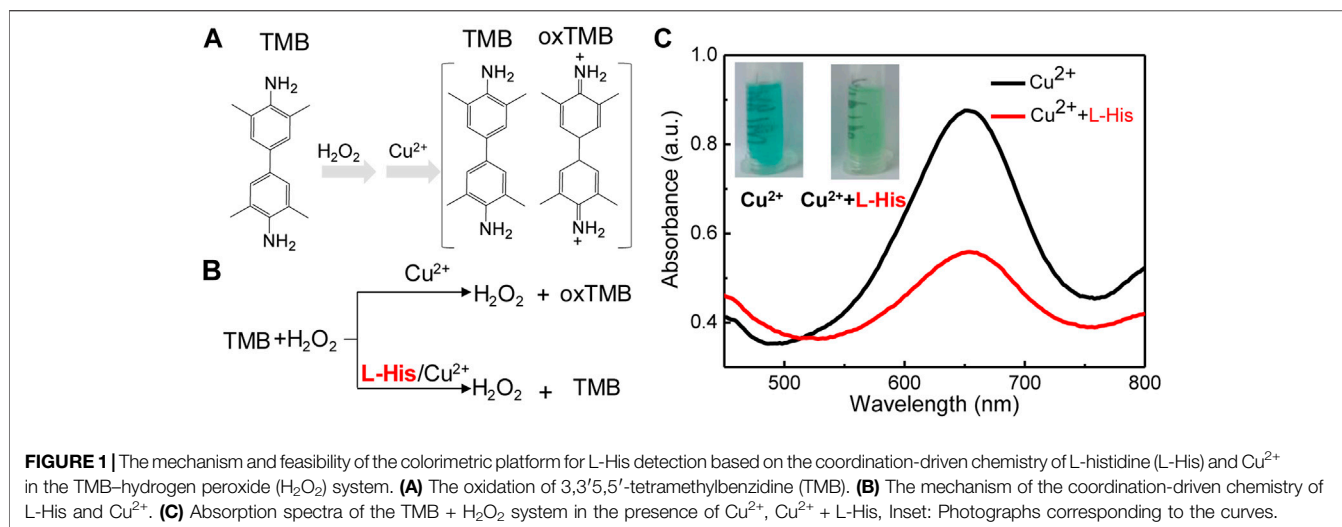 A
TMB
NH₂
NH₂
H₂O₂
Cu²⁺
TMB
oxTMB
NH₂
NH₂
+
NH₂
NH₂
+
B
TMB+H₂O₂
Cu²⁺
H₂O₂ + oxTMB
L-His/Cu²⁺
H₂O₂ + TMB
C
Absorbance (a.u.)
1.0
0.8
0.6
0.4
500
600
700
800
Wavelength (nm)
Cu²⁺
Cu²⁺+L-His
Cu²⁺
Cu²⁺+L-His
FIGURE 1 | The mechanism and feasibility of the colorimetric platform for L-His detection based on the coordination-driven chemistry of L-histidine (L-His) and Cu²⁺
in the TMB–hydrogen peroxide (H₂O₂) system. (A) The oxidation of 3,3′5,5′-tetramethylbenzidine (TMB). (B) The mechanism of the coordination-driven chemistry of
L-His and Cu²⁺. (C) Absorption spectra of the TMB + H₂O₂ system in the presence of Cu²⁺, Cu²⁺ + L-His, Inset: Photographs corresponding to the curves.